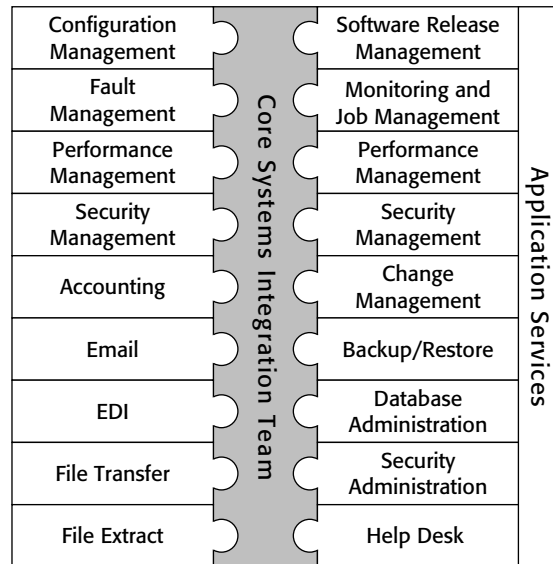 Configuration
Management
Fault
Management
Performance
Management
Security
Management
Accounting
Email
EDI
File Transfer
File Extract
Core Systems Integration Team
Software Release
Management
Monitoring and
Job Management
Performance
Management
Security
Management
Change
Management
Backup/Restore
Database
Administration
Security
Administration
Help Desk
Application Services